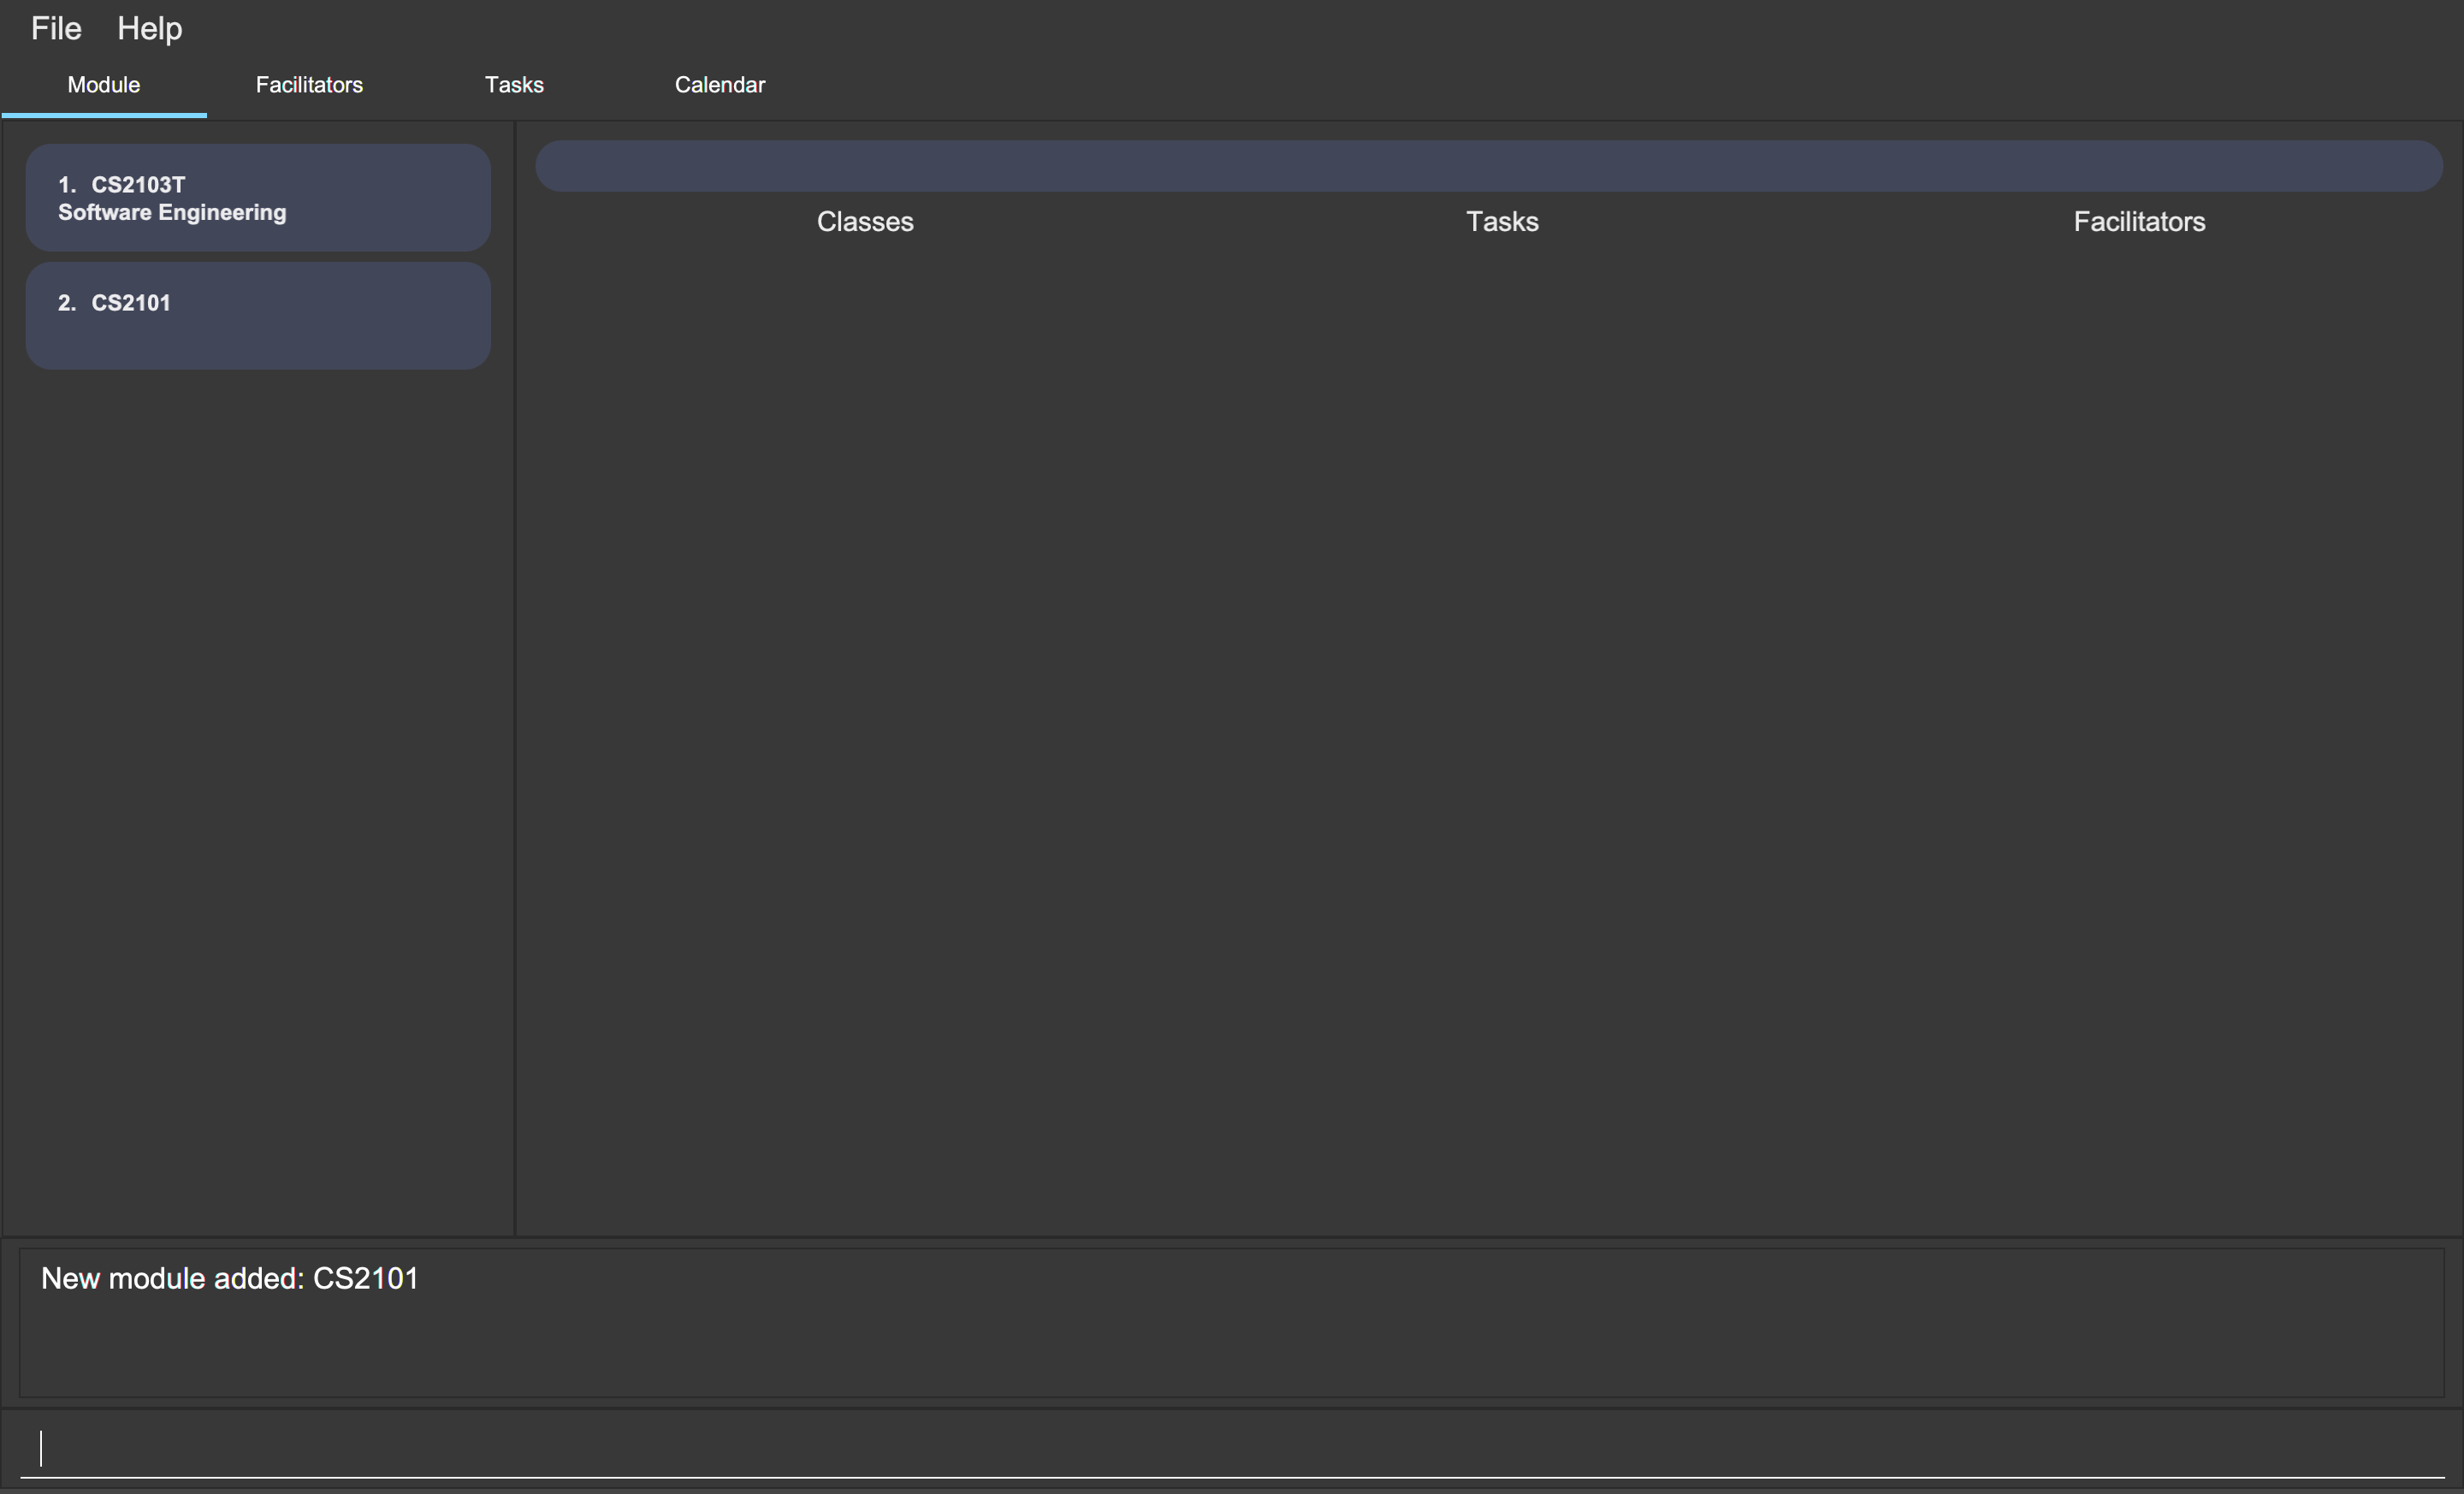 File Help
Module Facilitators Tasks Calendar
1. CS2103T
Software Engineering
2. CS2101
Classes Tasks Facilitators
New module added: CS2101